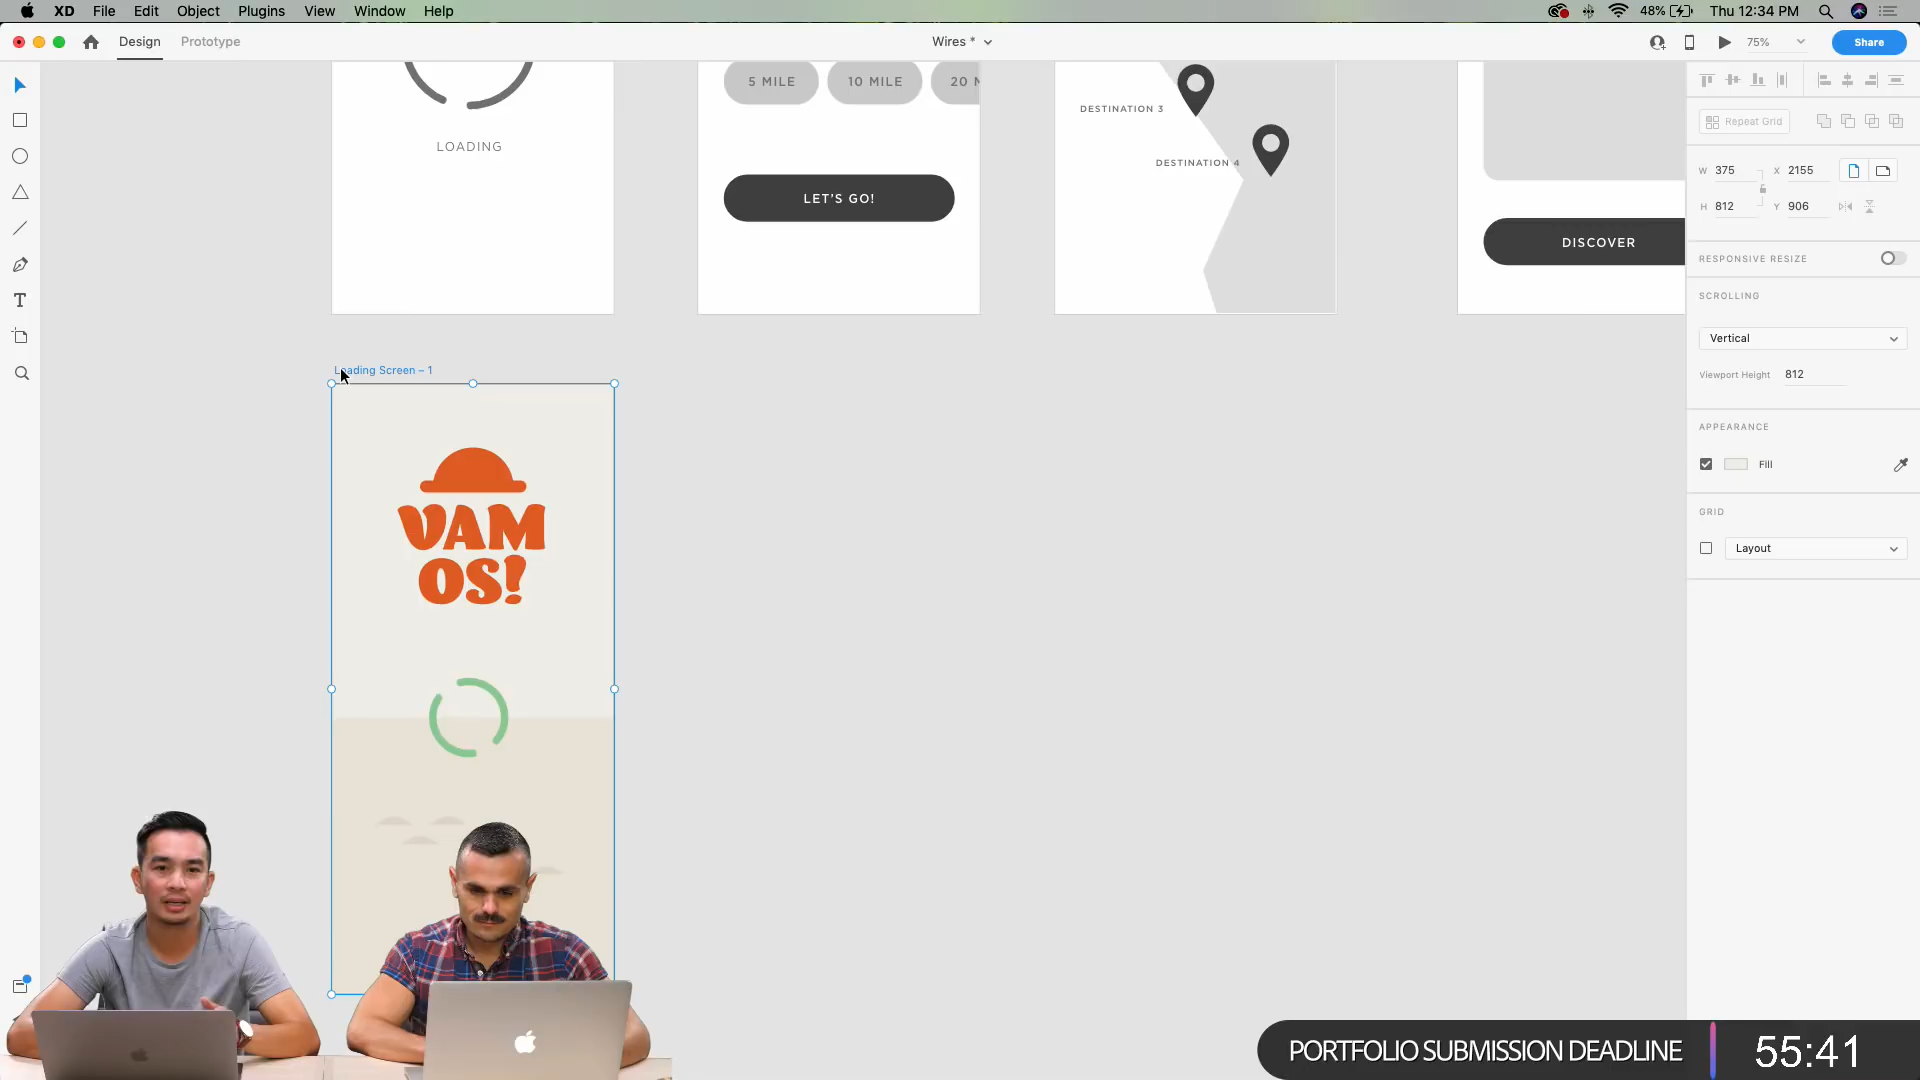 XD File Edit Object Plugins View Window Help
48% Thu 12:34 PM
Design Prototype
Wires *
75%
Share
5 MILE 10 MILE 20 M
LOADING
LET'S GO!
DESTINATION 3
DESTINATION 4
DISCOVER
Loading Screen – 1
VAM
OS!
Repeat Grid
W 375 X 2155
H 812 Y 906
RESPONSIVE RESIZE
SCROLLING
Vertical
Viewport Height 812
APPEARANCE
Fill
GRID
Layout
PORTFOLIO SUBMISSION DEADLINE 55:41